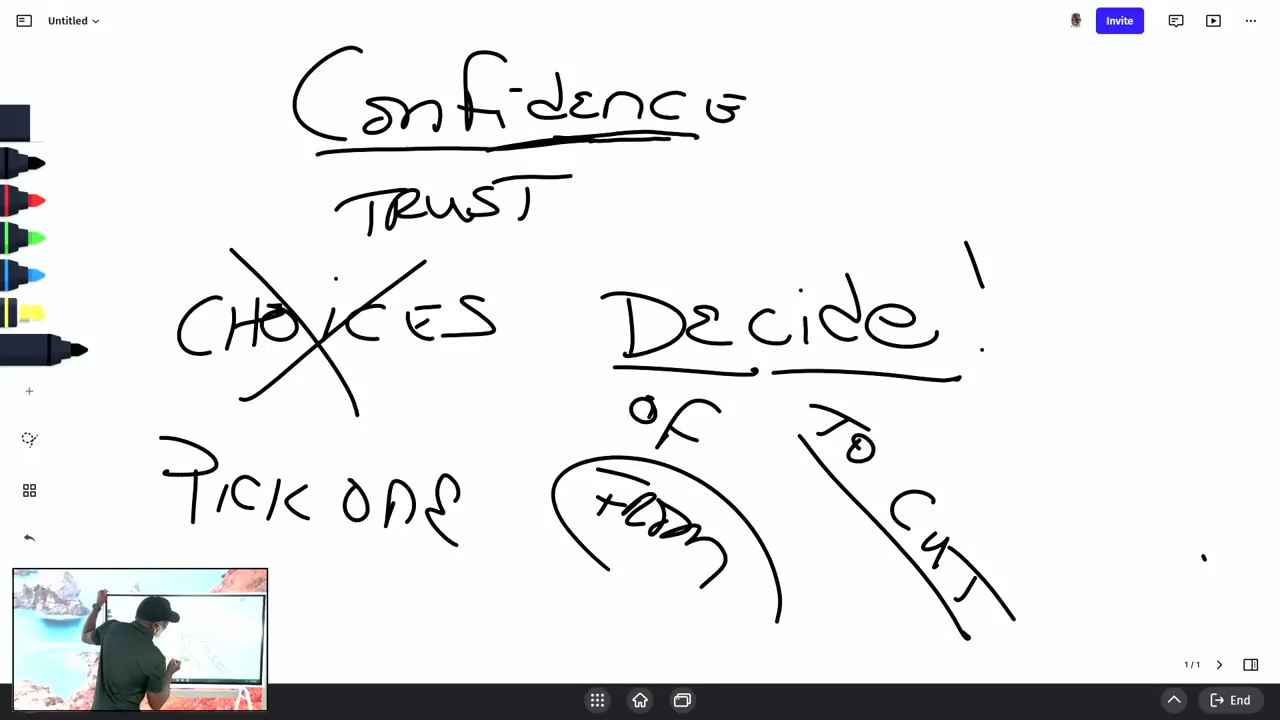 Untitled
Invite
Confidence
TRUST
CHOiCES
Decide!
of
TO
CUT
PICK ONE
1/1
End